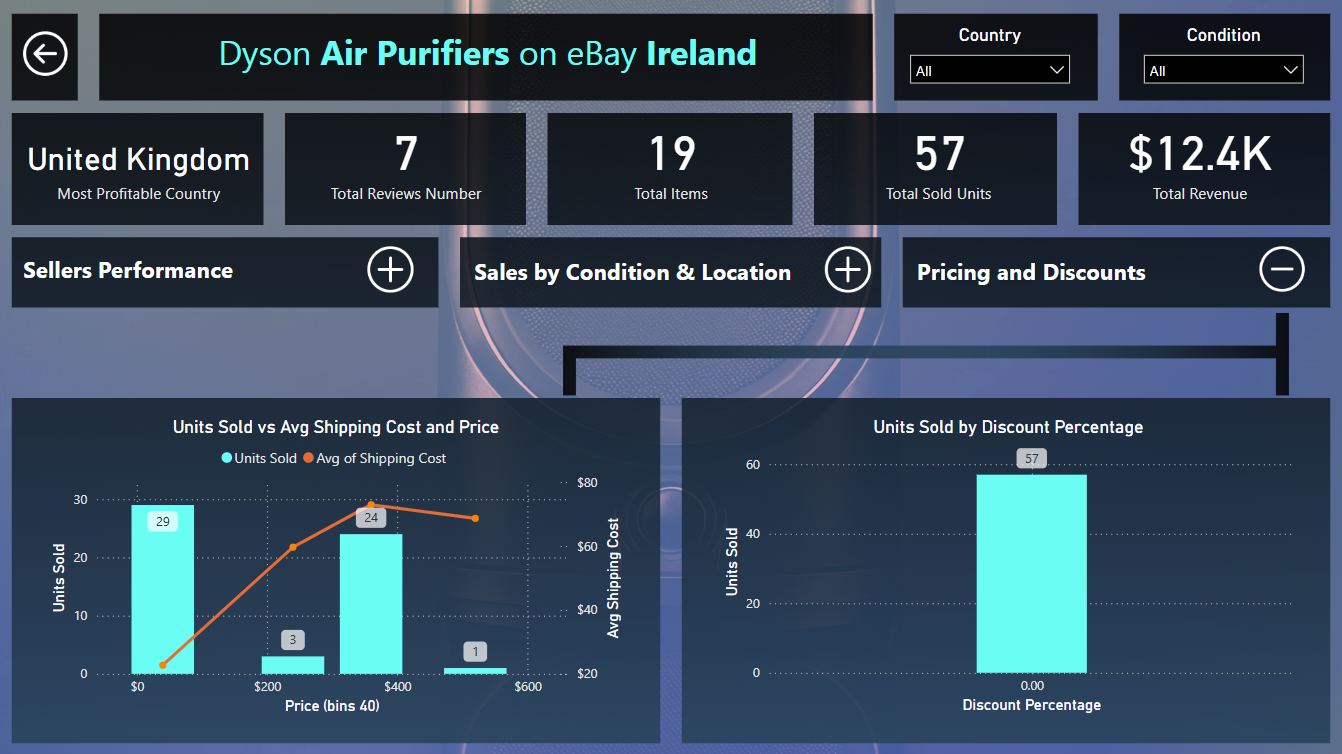 Dyson Air Purifiers on eBay Ireland
Country
All
Condition
All
United Kingdom
Most Profitable Country
7
Total Reviews Number
19
Total Items
57
Total Sold Units
$12.4K
Total Revenue
Sellers Performance
Sales by Condition & Location
Pricing and Discounts
Units Sold vs Avg Shipping Cost and Price
Units Sold Avg of Shipping Cost
Units Sold
30
20
10
0
29
3
24
1
$80
$60
$40
$20
Avg Shipping Cost
$0 $200 $400 $600
Price (bins 40)
Units Sold by Discount Percentage
Units Sold
60
40
20
0
57
0.00
Discount Percentage